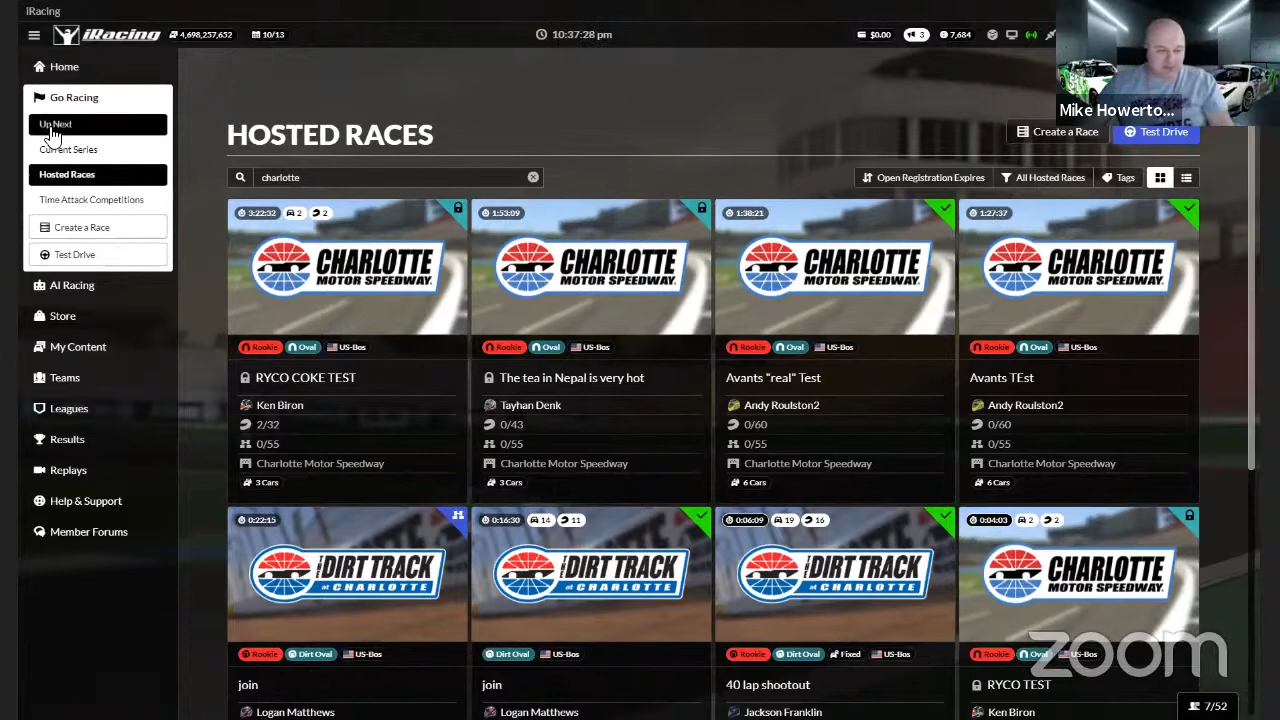 iRacing
iRacing
4,698,257,652
10/13
10:37:28 pm
$0.00
3
7,684
Home
Go Racing
Up Next
Current Series
Hosted Races
Time Attack Competitions
Create a Race
Test Drive
AI Racing
Store
My Content
Teams
Leagues
Results
Replays
Help & Support
Member Forums
Mike Howerto...
HOSTED RACES
Create a Race
Test Drive
charlotte
Open Registration Expires
All Hosted Races
Tags
3:22:32
2
2
CHARLOTTE
MOTOR SPEEDWAY
Rookie
Oval
US-Bos
RYCO COKE TEST
Ken Biron
2/32
0/55
Charlotte Motor Speedway
3 Cars
1:53:09
CHARLOTTE
MOTOR SPEEDWAY
Rookie
Oval
US-Bos
The tea in Nepal is very hot
Tayhan Denk
0/43
0/55
Charlotte Motor Speedway
3 Cars
1:38:21
CHARLOTTE
MOTOR SPEEDWAY
Rookie
Oval
US-Bos
Avants "real" Test
Andy Roulston2
0/60
0/55
Charlotte Motor Speedway
6 Cars
1:27:37
CHARLOTTE
MOTOR SPEEDWAY
Rookie
Oval
US-Bos
Avants TEst
Andy Roulston2
0/60
0/55
Charlotte Motor Speedway
6 Cars
0:22:15
THE DIRT TRACK
at CHARLOTTE
Rookie
Dirt Oval
US-Bos
join
Logan Matthews
0:16:30
14
11
THE DIRT TRACK
at CHARLOTTE
Dirt Oval
US-Bos
join
Logan Matthews
0:06:09
19
16
THE DIRT TRACK
at CHARLOTTE
Rookie
Dirt Oval
Fixed
US-Bos
40 lap shootout
Jackson Franklin
0:04:03
2
2
CHARLOTTE
MOTOR SPEEDWAY
Rookie
Oval
US-Bos
RYCO TEST
Ken Biron
zoom
7/52